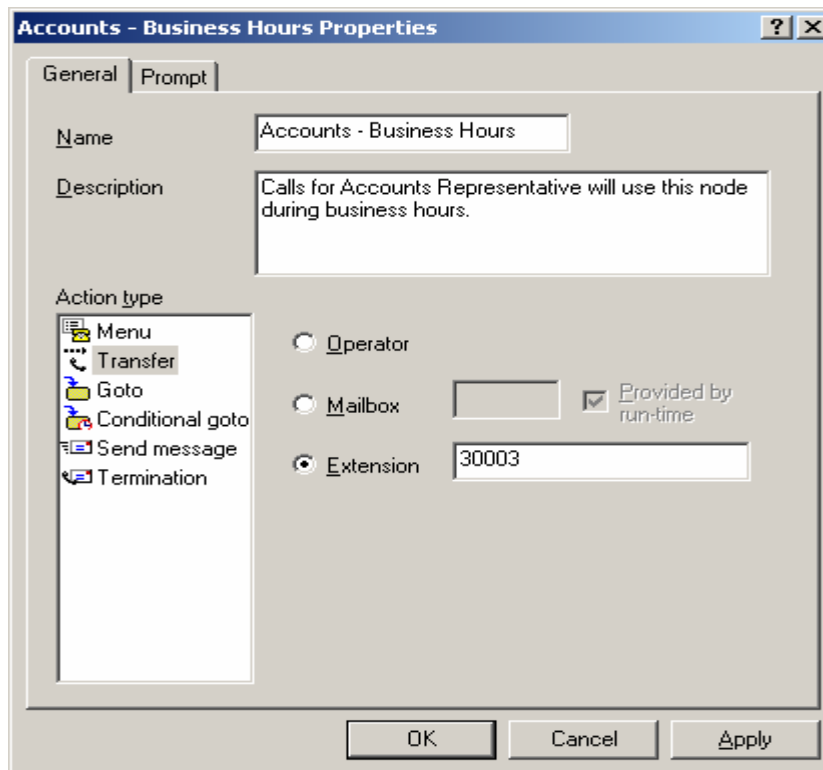 Accounts - Business Hours Properties
General
Prompt
Name
Accounts - Business Hours
Description
Calls for Accounts Representative will use this node
during business hours.
Action type
Menu
Transfer
Goto
Conditional goto
Send message
Termination
Operator
Mailbox
Provided by
run-time
Extension
30003
OK
Cancel
Apply